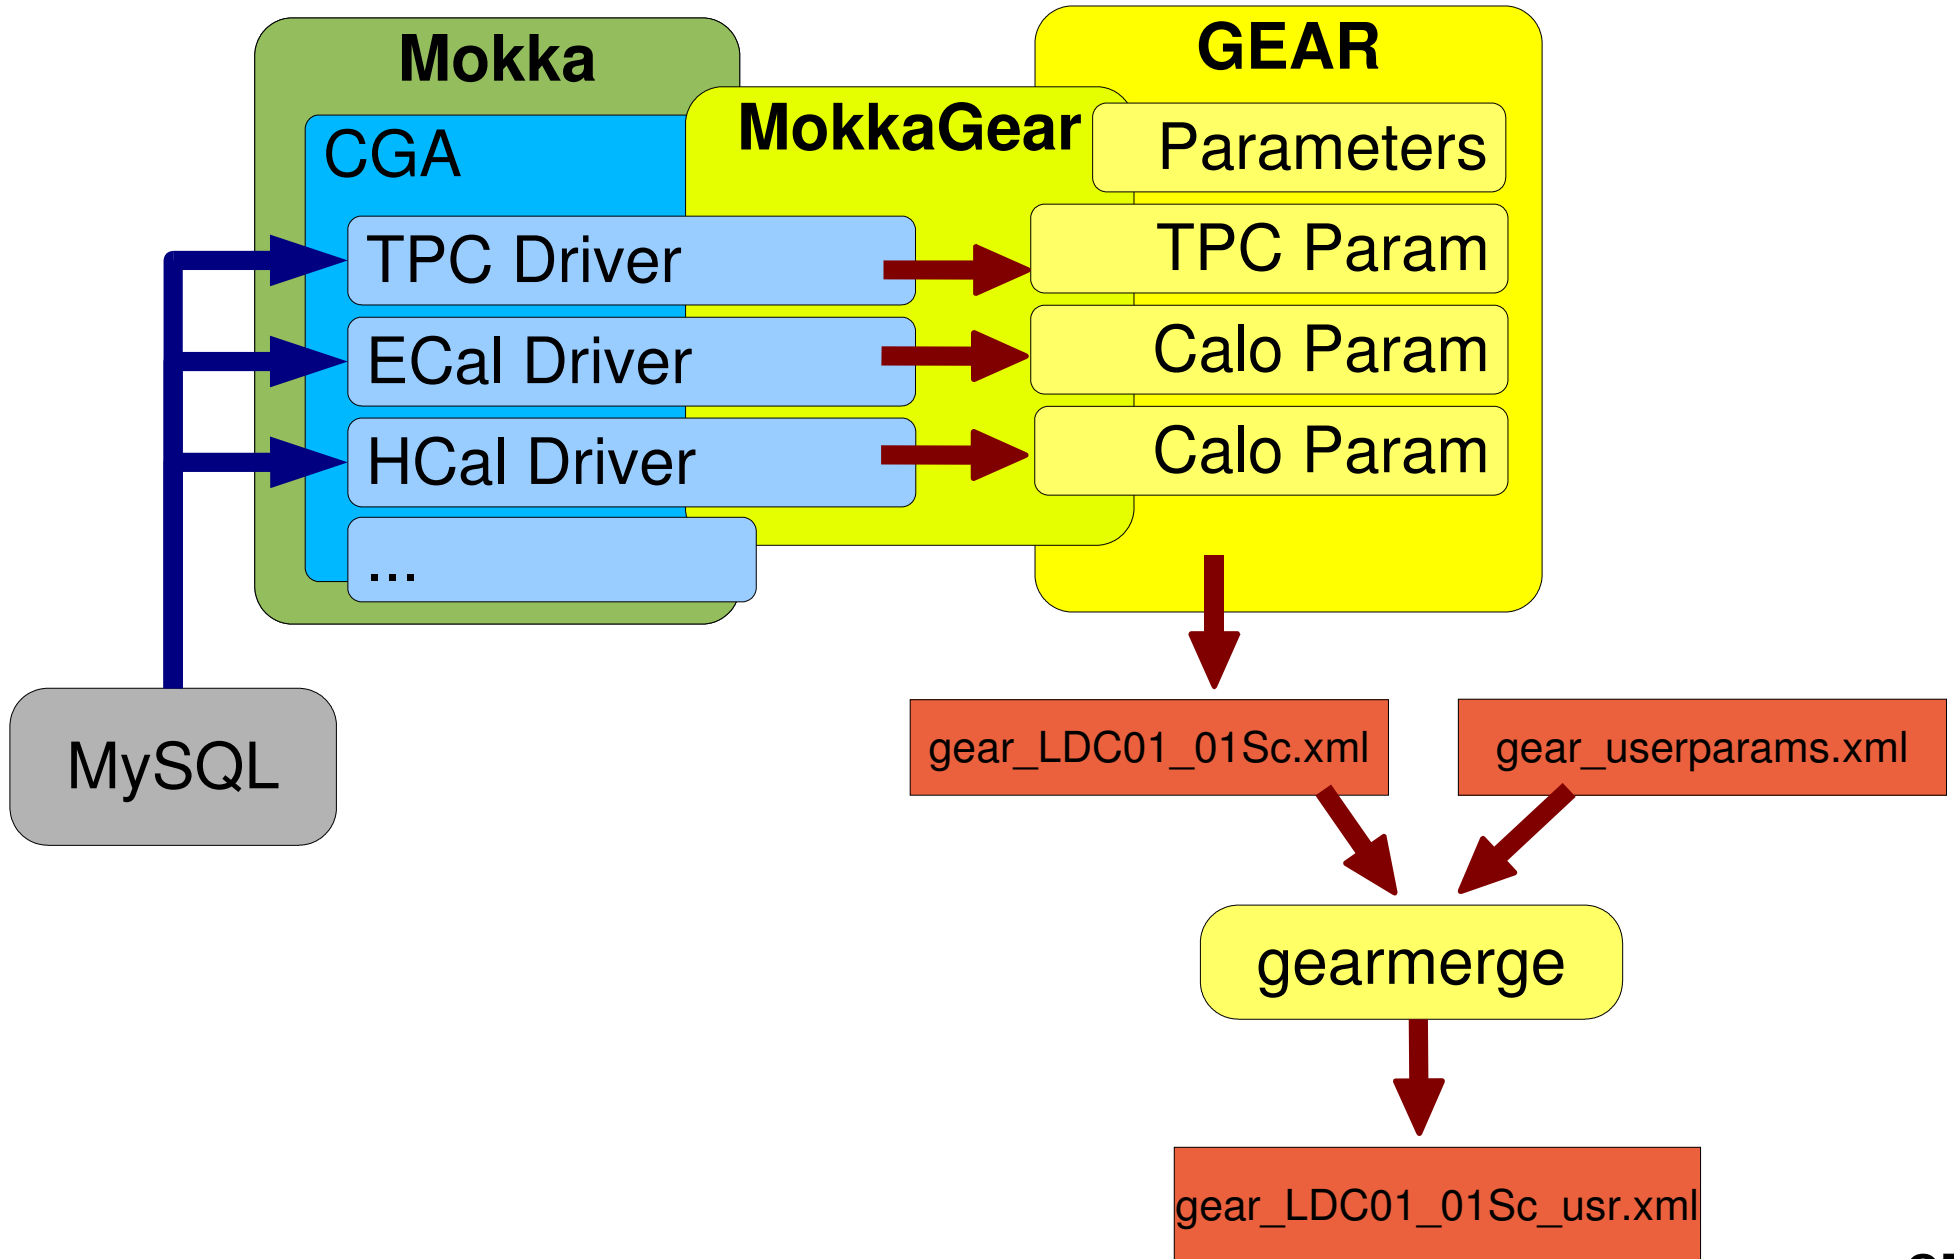 Mokka
GEAR
MokkaGear
CGA
Parameters
TPC Driver
TPC Param
ECal Driver
Calo Param
HCal Driver
Calo Param
...
MySQL
gear_LDC01_01Sc.xml
gear_userparams.xml
gearmerge
gear_LDC01_01Sc_usr.xml